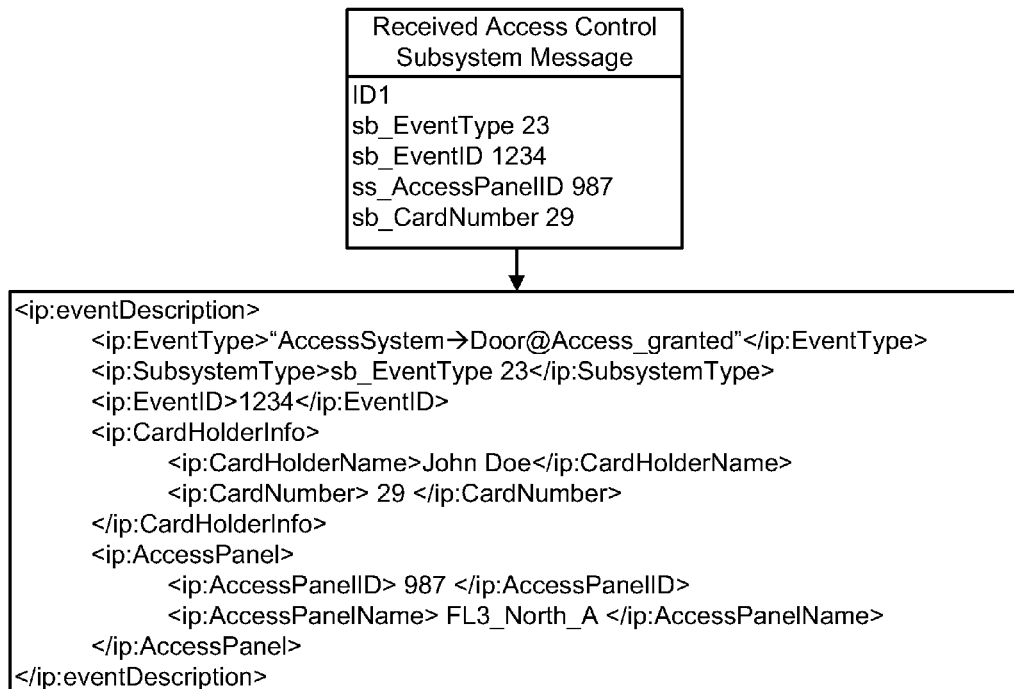 Received Access Control
Subsystem Message
ID1
sb_EventType 23
sb_EventID 1234
ss_AccessPanelID 987
sb_CardNumber 29
<ip:eventDescription>
<ip:EventType>“AccessSystem→Door@Access_granted”</ip:EventType>
<ip:SubsystemType>sb_EventType 23</ip:SubsystemType>
<ip:EventID>1234</ip:EventID>
<ip:CardHolderInfo>
<ip:CardHolderName>John Doe</ip:CardHolderName>
<ip:CardNumber> 29 </ip:CardNumber>
</ip:CardHolderInfo>
<ip:AccessPanel>
<ip:AccessPanelID> 987 </ip:AccessPanelID>
<ip:AccessPanelName> FL3_North_A </ip:AccessPanelName>
</ip:AccessPanel>
</ip:eventDescription>